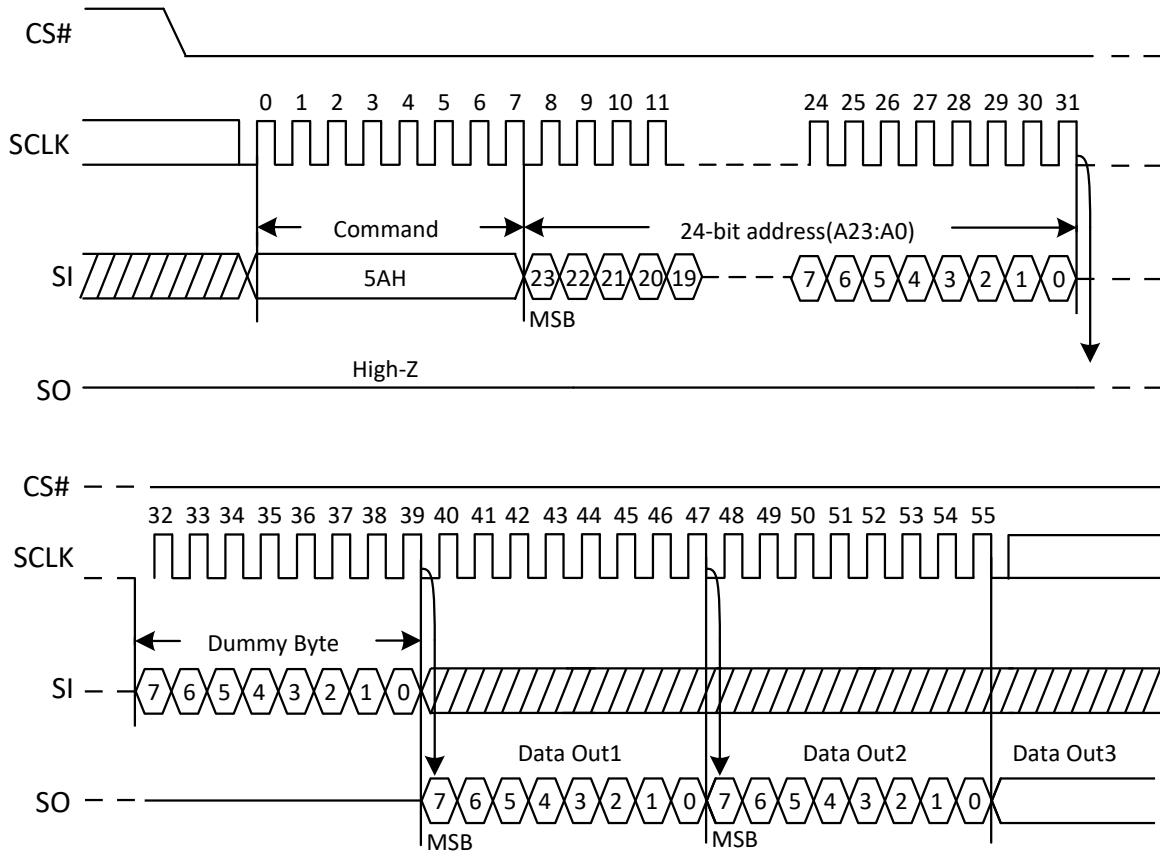 CS#
0 1 2 3 4 5 6 7 8 9 10 11 24 25 26 27 28 29 30 31
SCLK
Command 24-bit address(A23:A0)
SI 5AH 23 22 21 20 19 7 6 5 4 3 2 1 0
MSB
High-Z
SO
CS#
32 33 34 35 36 37 38 39 40 41 42 43 44 45 46 47 48 49 50 51 52 53 54 55
SCLK
Dummy Byte
SI 7 6 5 4 3 2 1 0
Data Out1 Data Out2 Data Out3
SO 7 6 5 4 3 2 1 0 7 6 5 4 3 2 1 0
MSB MSB